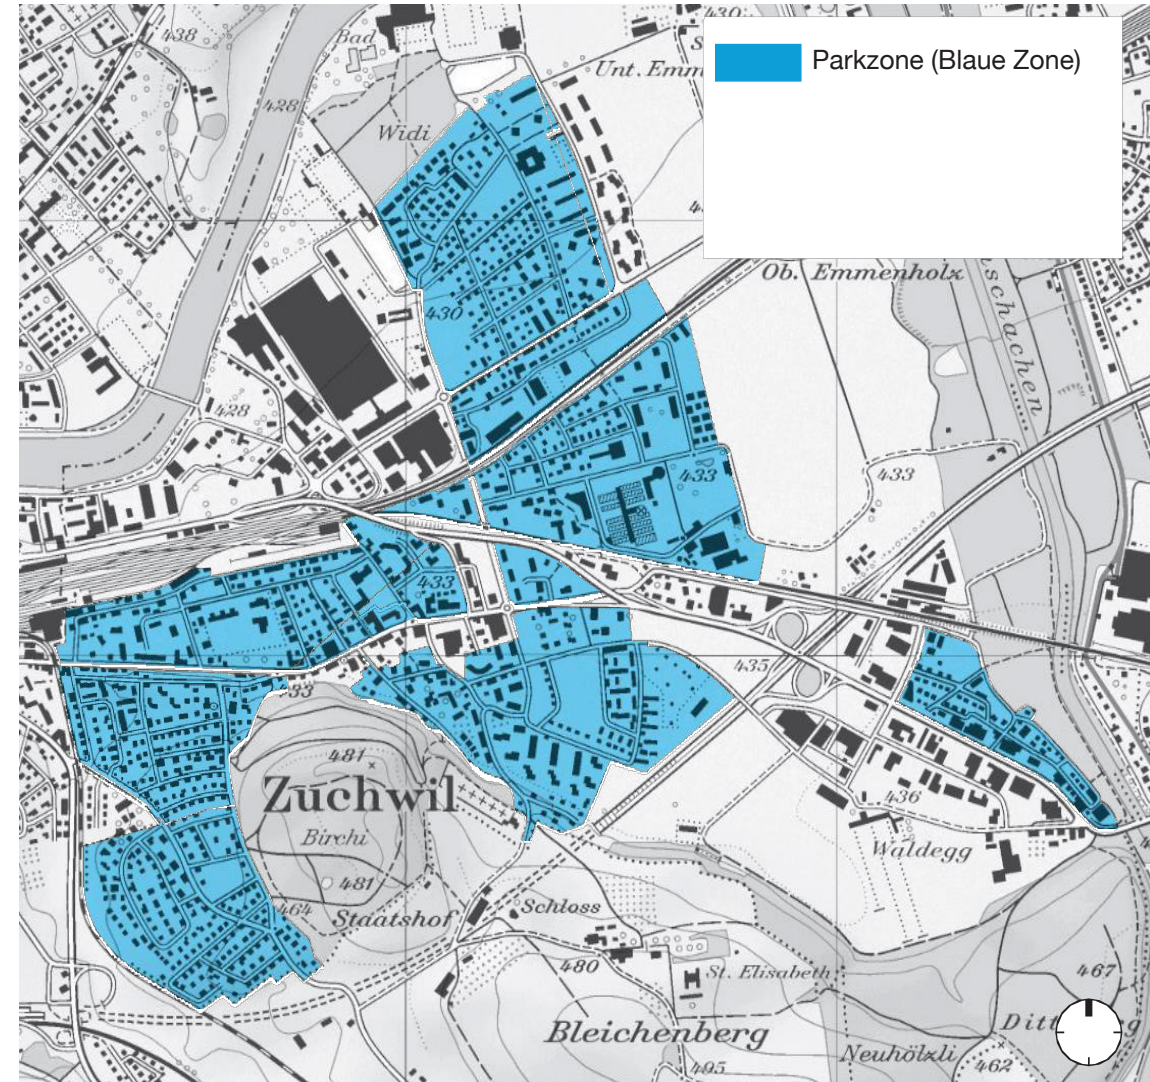 438
Bad
430
Parkzone (Blaue Zone)
Unt. Emm
428
Widi
Ob. Emmenholz
schachen
430
428
433
433
433
435
481
Zuchwil
436
Birchi
Waldegg
481
464
Staatshof
Schloss
480
St. Elisabeth
467
Bleichenberg
Neuhölzli
462
495